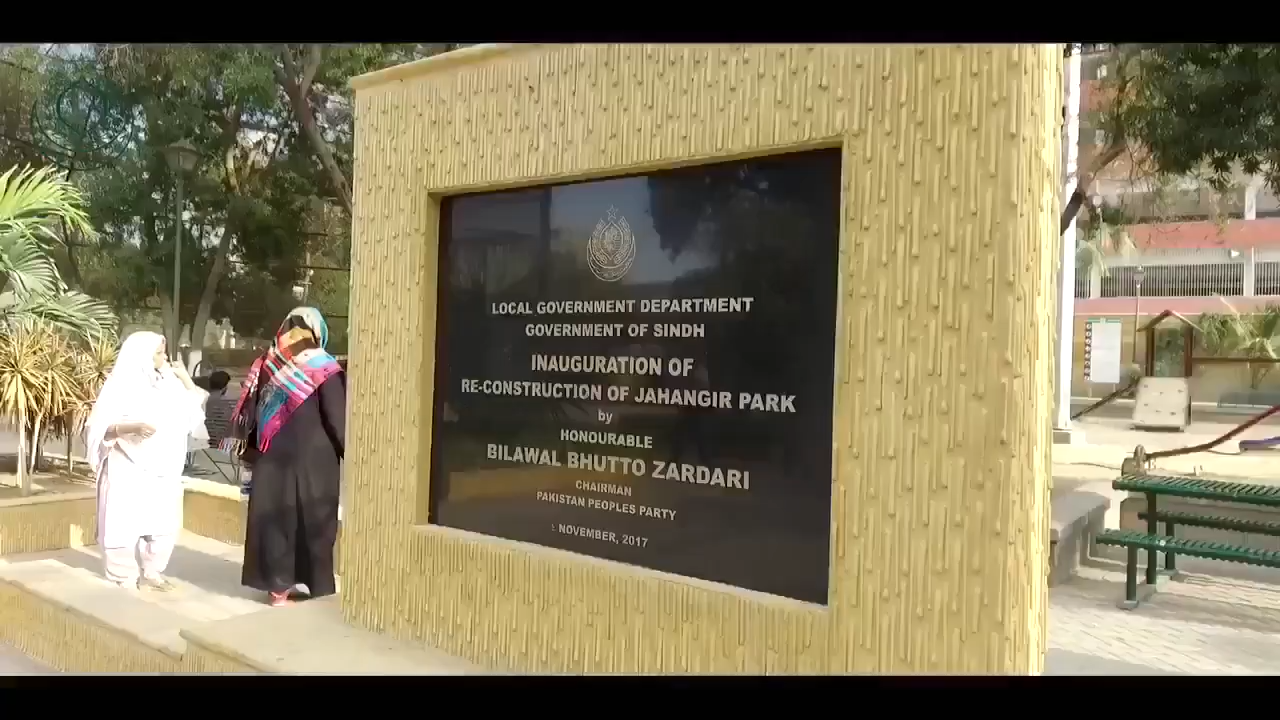 LOCAL GOVERNMENT DEPARTMENT
GOVERNMENT OF SINDH
INAUGURATION OF
RE-CONSTRUCTION OF JAHANGIR PARK
by
HONOURABLE
BILAWAL BHUTTO ZARDARI
CHAIRMAN
PAKISTAN PEOPLES PARTY
NOVEMBER, 2017